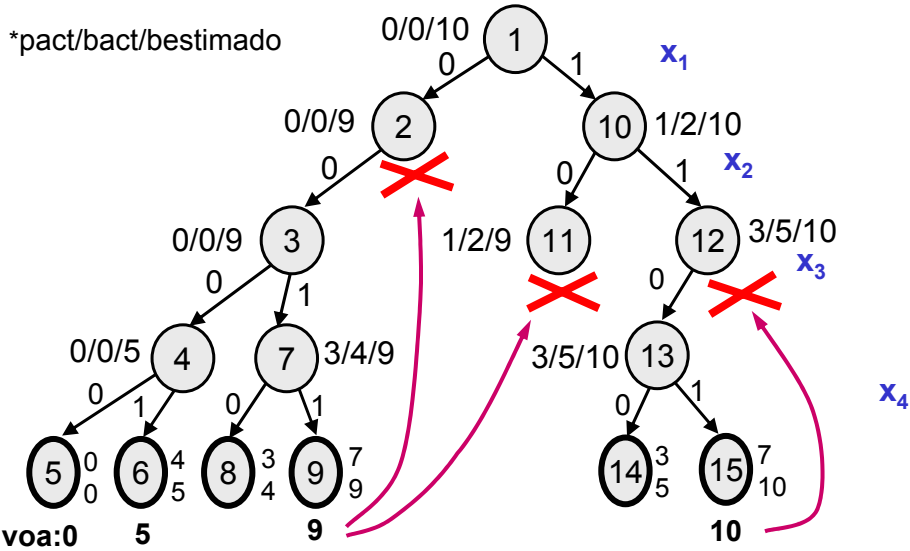 *pact/bact/bestimado
0/0/10 1 x₁
0 1
0/0/9 2 10 1/2/10
0 0 1 x₂
0/0/9 3 1/2/9 11 12 3/5/10
0 1 0 x₃
0/0/5 4 7 3/4/9 3/5/10 13
0 1 0 1 0 1 x₄
5 0 6 4 8 3 9 7 14 3 15 7
0 5 4 9 5 10
voa:0 5 9 10